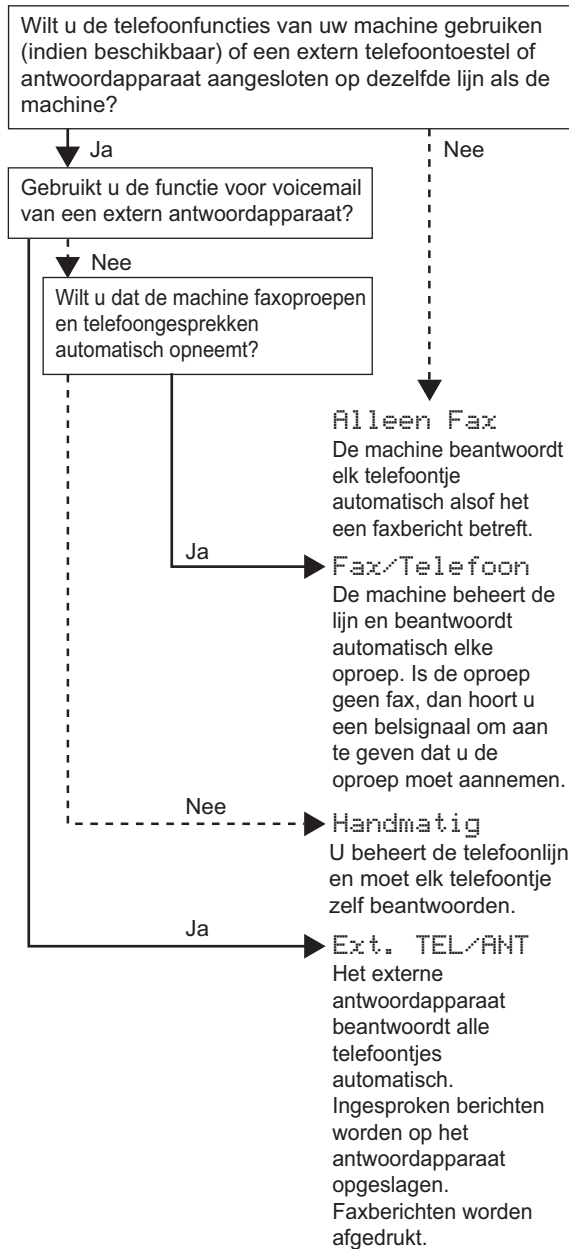 Wilt u de telefoonfuncties van uw machine gebruiken
(indien beschikbaar) of een extern telefoontoestel of
antwoordapparaat aangesloten op dezelfde lijn als de
machine?
Ja
Nee
Gebruikt u de functie voor voicemail
van een extern antwoordapparaat?
Nee
Wilt u dat de machine faxoproepen
en telefoongesprekken
automatisch opneemt?
Alleen Fax
De machine beantwoordt
elk telefoontje
automatisch alsof het
een faxbericht betreft.
Ja
Fax/Telefoon
De machine beheert de
lijn en beantwoordt
automatisch elke
oproep. Is de oproep
geen fax, dan hoort u
een belsignaal om aan
te geven dat u de
oproep moet aannemen.
Nee
Handmatig
U beheert de telefoonlijn
en moet elk telefoontje
zelf beantwoorden.
Ja
Ext. TEL/ANT
Het externe
antwoordapparaat
beantwoordt alle
telefoontjes
automatisch.
Ingesproken berichten
worden op het
antwoordapparaat
opgeslagen.
Faxberichten worden
afgedrukt.